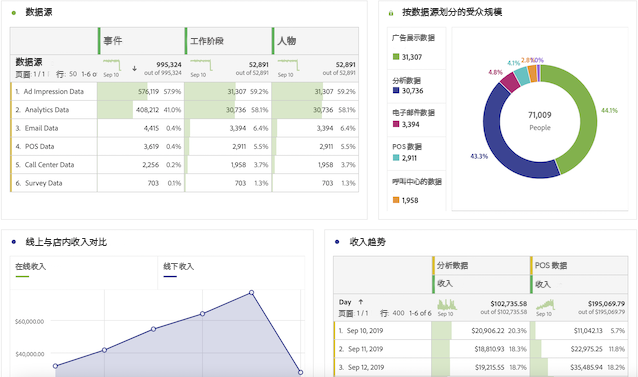 数据源
事件 工作阶段 人物
数据源 995,324 52,891 52,891
页面: 1 / 1 行: 50 1-6 o Sep 10 out of 995,324 Sep 10 out of 52,891 Sep 10 out of 52,891
1. Ad Impression Data 576,119 57.9% 31,307 59.2% 31,307 59.2%
2. Analytics Data 408,212 41.0% 30,736 58.1% 30,736 58.1%
3. Email Data 4,415 0.4% 3,394 6.4% 3,394 6.4%
4. POS Data 3,619 0.4% 2,911 5.5% 2,911 5.5%
5. Call Center Data 2,256 0.2% 1,958 3.7% 1,958 3.7%
6. Survey Data 703 0.1% 703 1.3% 703 1.3%
按数据源划分的受众规模
广告展示数据
31,307
分析数据
30,736
电子邮件数据
3,394
POS 数据
2,911
呼叫中心的数据
1,958
4.1%
4.8%
44.1%
43.3%
71,009
People
线上与店内收入对比
在线收入 线下收入
$60,000.00
$40,000.00
收入趋势
分析数据 POS 数据
收入 收入
Day ↑ $102,735.58 $195,069.79
页面: 1 / 1 行: 400 1-6 of 6 Sep 10 out of $102,735.58 Sep 10 out of $195,069.79
1. Sep 10, 2019 $20,906.22 20.3% $11,042.13 5.7%
2. Sep 11, 2019 $18,810.93 18.3% $22,975.25 11.8%
3. Sep 12, 2019 $19,215.55 18.7% $35,485.94 18.2%